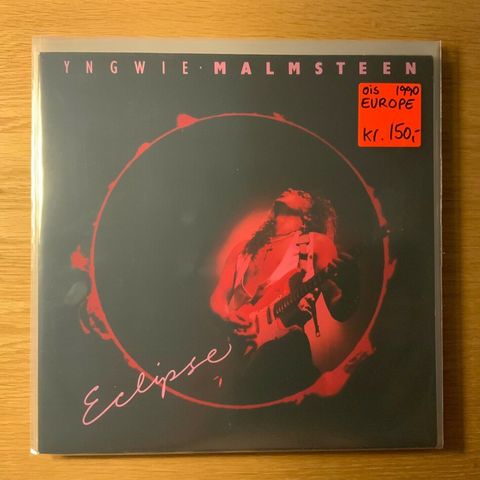 YNGWIE · MALMSTEEN
ois 1990
EUROPE
Kr. 150,-
Eclipse